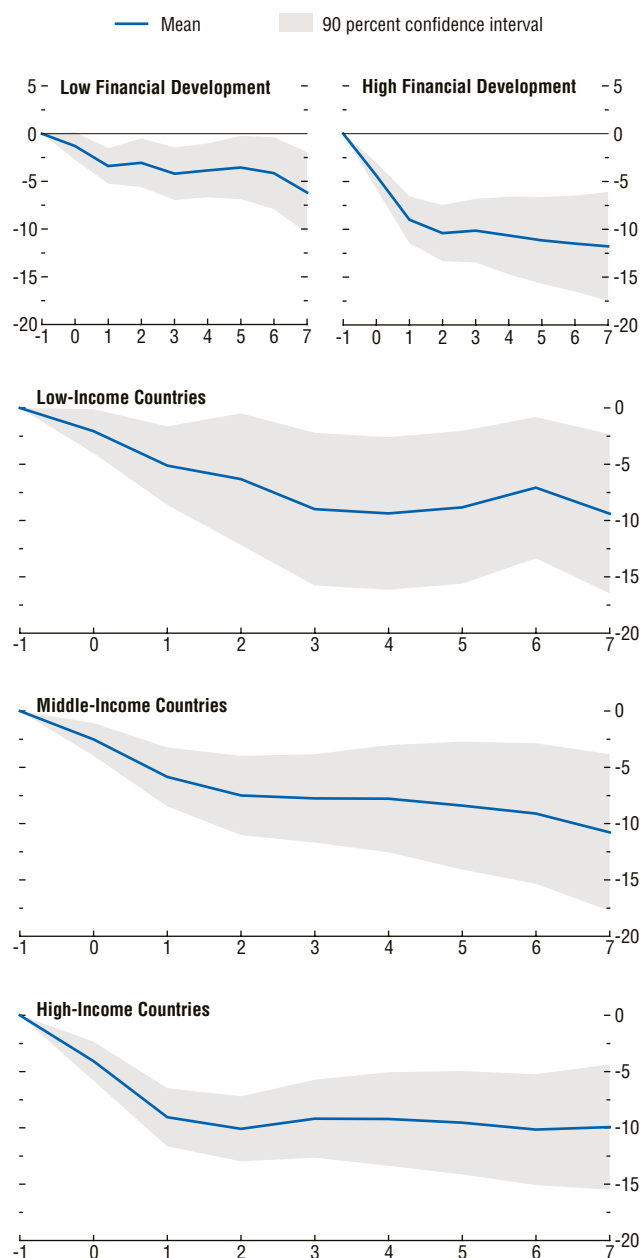 Mean 90 percent confidence interval
Low Financial Development
5
0
-5
-10
-15
-20
-1 0 1 2 3 4 5 6 7
High Financial Development
5
0
-5
-10
-15
-20
-1 0 1 2 3 4 5 6 7
Low-Income Countries
0
-5
-10
-15
-20
-1 0 1 2 3 4 5 6 7
Middle-Income Countries
0
-5
-10
-15
-20
-1 0 1 2 3 4 5 6 7
High-Income Countries
0
-5
-10
-15
-20
-1 0 1 2 3 4 5 6 7